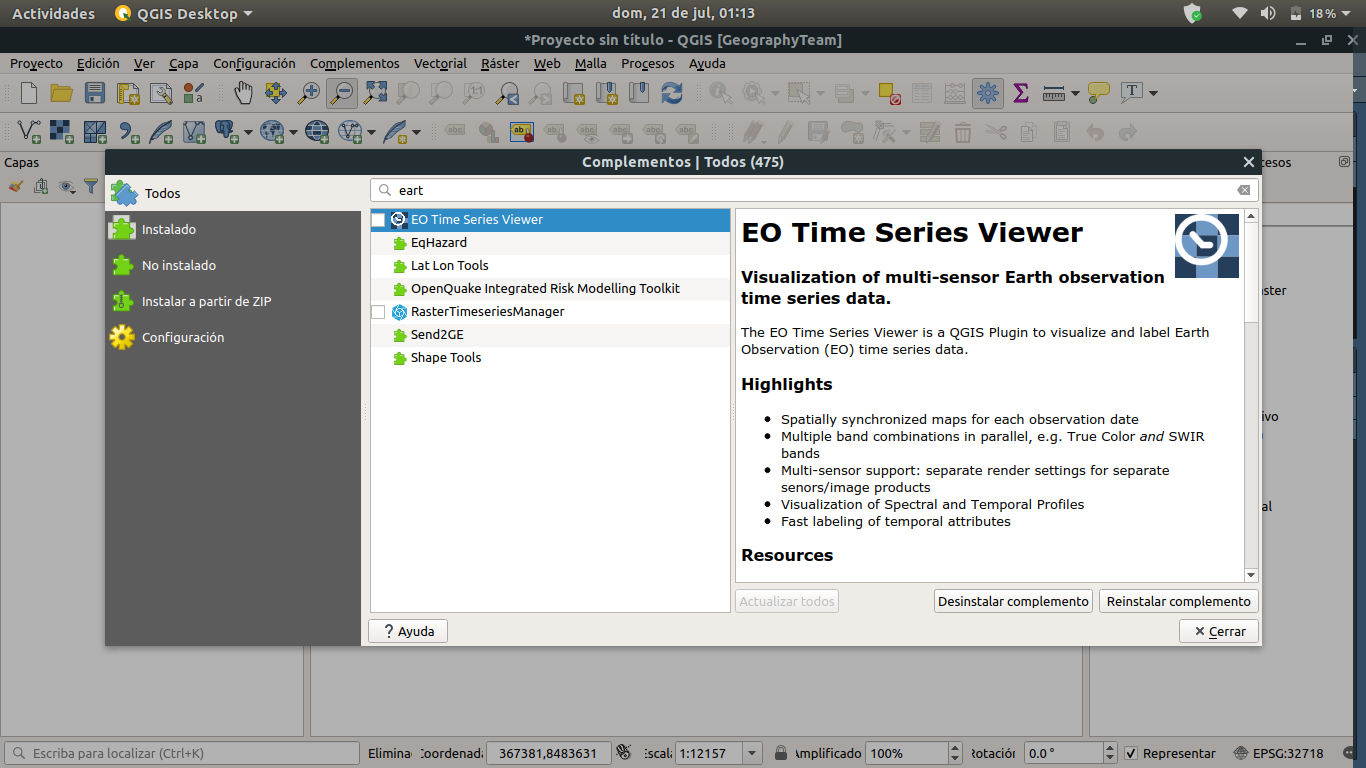 Actividades
QGIS Desktop
dom, 21 de jul, 01:13
18%
*Proyecto sin título - QGIS [GeographyTeam]
Proyecto Edición Ver Capa Configuración Complementos Vectorial Ráster Web Malla Procesos Ayuda
Capas
Complementos | Todos (475)
esos
Todos
Instalado
No instalado
Instalar a partir de ZIP
Configuración
eart
EO Time Series Viewer
EqHazard
Lat Lon Tools
OpenQuake Integrated Risk Modelling Toolkit
RasterTimeseriesManager
Send2GE
Shape Tools
EO Time Series Viewer
Visualization of multi-sensor Earth observation
time series data.
The EO Time Series Viewer is a QGIS Plugin to visualize and label Earth
Observation (EO) time series data.
Highlights
Spatially synchronized maps for each observation date
Multiple band combinations in parallel, e.g. True Color and SWIR
bands
Multi-sensor support: separate render settings for separate
senors/image products
Visualization of Spectral and Temporal Profiles
Fast labeling of temporal attributes
Resources
aster
ivo
al
Actualizar todos
Desinstalar complemento
Reinstalar complemento
Ayuda
Cerrar
Escriba para localizar (Ctrl+K)
Elimina
Coordenada
367381,8483631
Escala
1:12157
Amplificado
100%
Rotación
0.0 °
Representar
EPSG:32718